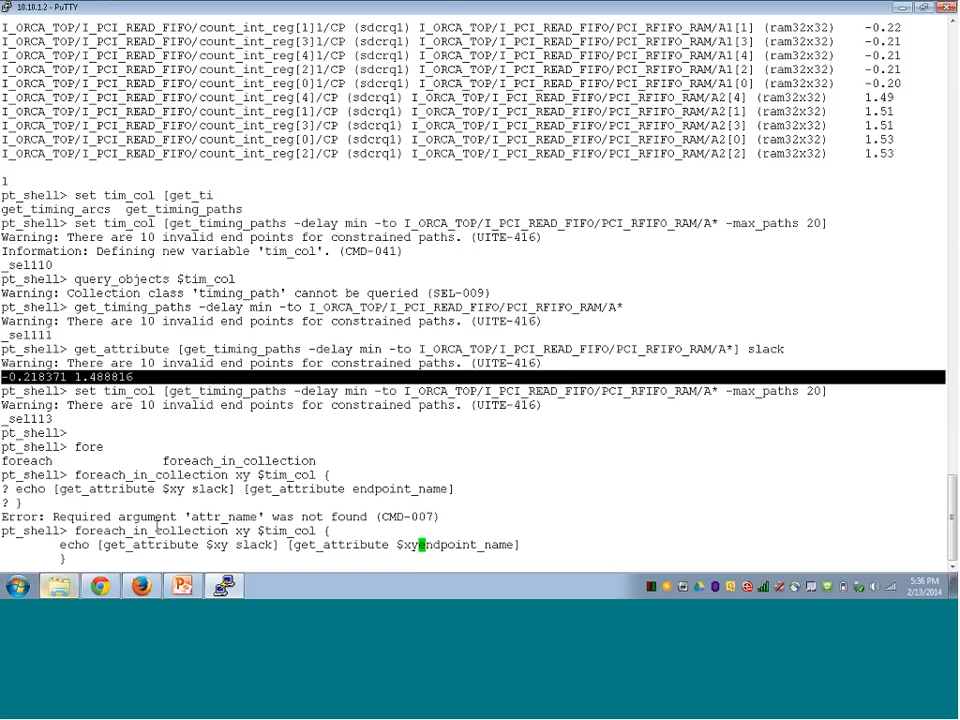 10.10.1.2 - PuTTY
I_ORCA_TOP/I_PCI_READ_FIFO/count_int_reg[1]1/CP (sdcrq1) I_ORCA_TOP/I_PCI_READ_FIFO/PCI_RFIFO_RAM/A1[1] (ram32x32) -0.22
I_ORCA_TOP/I_PCI_READ_FIFO/count_int_reg[3]1/CP (sdcrq1) I_ORCA_TOP/I_PCI_READ_FIFO/PCI_RFIFO_RAM/A1[3] (ram32x32) -0.21
I_ORCA_TOP/I_PCI_READ_FIFO/count_int_reg[4]1/CP (sdcrq1) I_ORCA_TOP/I_PCI_READ_FIFO/PCI_RFIFO_RAM/A1[4] (ram32x32) -0.21
I_ORCA_TOP/I_PCI_READ_FIFO/count_int_reg[2]1/CP (sdcrq1) I_ORCA_TOP/I_PCI_READ_FIFO/PCI_RFIFO_RAM/A1[2] (ram32x32) -0.21
I_ORCA_TOP/I_PCI_READ_FIFO/count_int_reg[0]1/CP (sdcrq1) I_ORCA_TOP/I_PCI_READ_FIFO/PCI_RFIFO_RAM/A1[0] (ram32x32) -0.20
I_ORCA_TOP/I_PCI_READ_FIFO/count_int_reg[4]/CP (sdcrq1) I_ORCA_TOP/I_PCI_READ_FIFO/PCI_RFIFO_RAM/A2[4] (ram32x32) 1.49
I_ORCA_TOP/I_PCI_READ_FIFO/count_int_reg[1]/CP (sdcrq1) I_ORCA_TOP/I_PCI_READ_FIFO/PCI_RFIFO_RAM/A2[1] (ram32x32) 1.51
I_ORCA_TOP/I_PCI_READ_FIFO/count_int_reg[3]/CP (sdcrq1) I_ORCA_TOP/I_PCI_READ_FIFO/PCI_RFIFO_RAM/A2[3] (ram32x32) 1.51
I_ORCA_TOP/I_PCI_READ_FIFO/count_int_reg[0]/CP (sdcrq1) I_ORCA_TOP/I_PCI_READ_FIFO/PCI_RFIFO_RAM/A2[0] (ram32x32) 1.53
I_ORCA_TOP/I_PCI_READ_FIFO/count_int_reg[2]/CP (sdcrq1) I_ORCA_TOP/I_PCI_READ_FIFO/PCI_RFIFO_RAM/A2[2] (ram32x32) 1.53
1
pt_shell> set tim_col [get_ti
get_timing_arcs get_timing_paths
pt_shell> set tim_col [get_timing_paths -delay min -to I_ORCA_TOP/I_PCI_READ_FIFO/PCI_RFIFO_RAM/A* -max_paths 20]
Warning: There are 10 invalid end points for constrained paths. (UITE-416)
Information: Defining new variable 'tim_col'. (CMD-041)
_sel110
pt_shell> query_objects $tim_col
Warning: Collection class 'timing_path' cannot be queried (SEL-009)
pt_shell> get_timing_paths -delay min -to I_ORCA_TOP/I_PCI_READ_FIFO/PCI_RFIFO_RAM/A*
Warning: There are 10 invalid end points for constrained paths. (UITE-416)
_sel111
pt_shell> get_attribute [get_timing_paths -delay min -to I_ORCA_TOP/I_PCI_READ_FIFO/PCI_RFIFO_RAM/A*] slack
Warning: There are 10 invalid end points for constrained paths. (UITE-416)
-0.218371 1.488816
pt_shell> set tim_col [get_timing_paths -delay min -to I_ORCA_TOP/I_PCI_READ_FIFO/PCI_RFIFO_RAM/A* -max_paths 20]
Warning: There are 10 invalid end points for constrained paths. (UITE-416)
_sel113
pt_shell>
pt_shell> fore
foreach foreach_in_collection
pt_shell> foreach_in_collection xy $tim_col {
? echo [get_attribute $xy slack] [get_attribute endpoint_name]
? }
Error: Required argument 'attr_name' was not found (CMD-007)
pt_shell> foreach_in_collection xy $tim_col {
echo [get_attribute $xy slack] [get_attribute $xyendpoint_name]
}
5:36 PM
2/13/2014